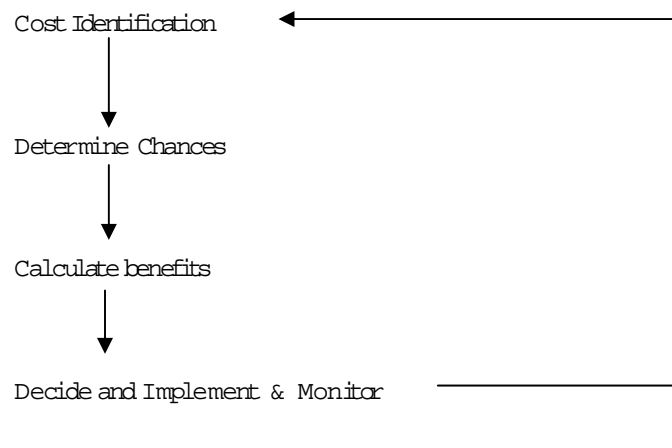 Cost Identification
Determine Chances
Calculate benefits
Decide and Implement & Monitor